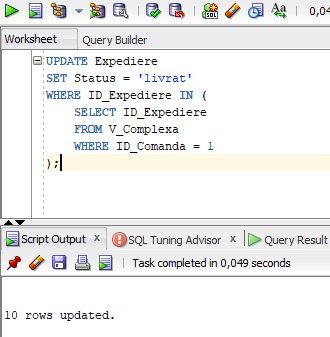 0,04
Worksheet Query Builder
UPDATE Expediere
SET Status = 'livrat'
WHERE ID_Expediere IN (
SELECT ID_Expediere
FROM V_Complexa
WHERE ID_Comanda = 1
);
Script Output x SQL Tuning Advisor x Query Result
Task completed in 0,049 seconds
10 rows updated.